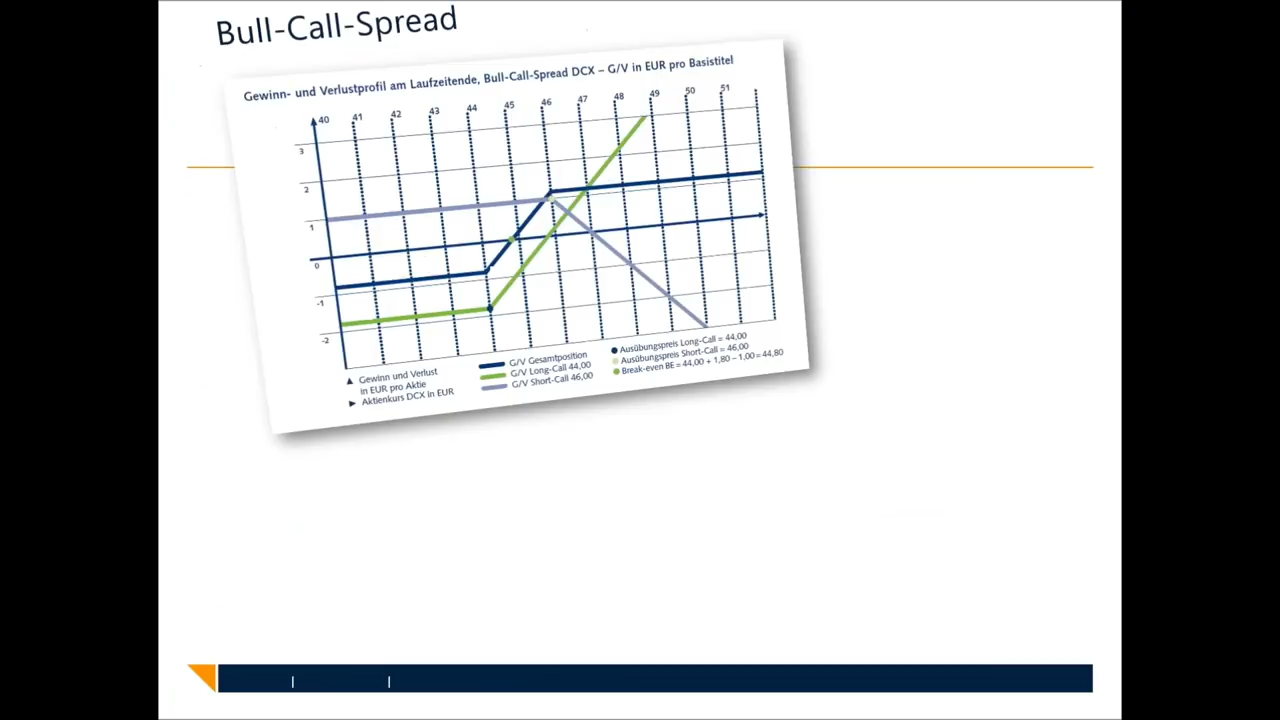 Bull-Call-Spread
Gewinn- und Verlustprofil am Laufzeitende, Bull-Call-Spread DCX – G/V in EUR pro Basistitel
40 41 42 43 44 45 46 47 48 49 50 51
3
2
1
0
-1
-2
▲ Gewinn und Verlust
in EUR pro Aktie
► Aktienkurs DCX in EUR
G/V Gesamtposition
G/V Long-Call 44,00
G/V Short-Call 46,00
Ausübungspreis Long-Call = 44,00
Ausübungspreis Short-Call = 46,00
Break-even BE = 44,00 + 1,80 – 1,00 = 44,80